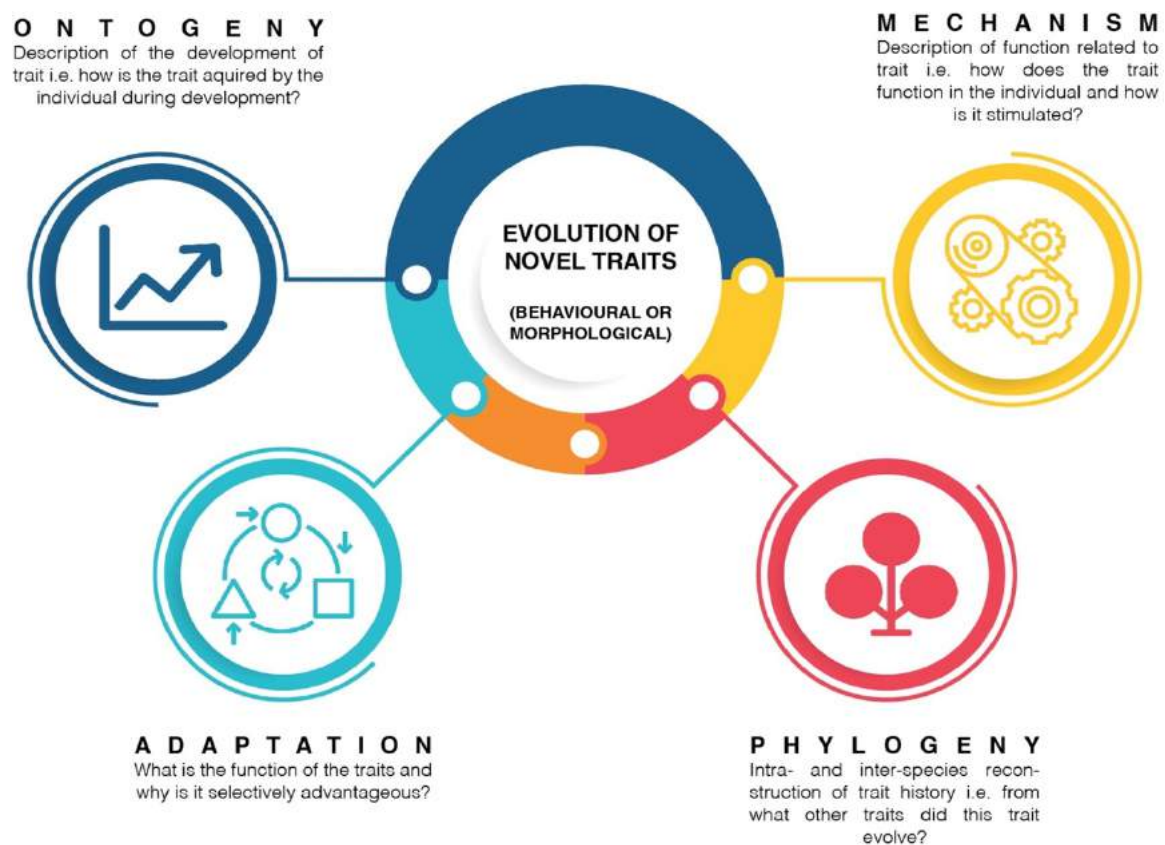 O N T O G E N Y
Description of the development of
trait i.e. how is the trait aquired by the
individual during development?
M E C H A N I S M
Description of function related to
trait i.e. how does the trait
function in the individual and how
is it stimulated?
EVOLUTION OF
NOVEL TRAITS
(BEHAVIOURAL OR
MORPHOLOGICAL)
A D A P T A T I O N
What is the function of the traits and
why is it selectively advantageous?
P H Y L O G E N Y
Intra- and inter-species recon-
struction of trait history i.e. from
what other traits did this trait
evolve?